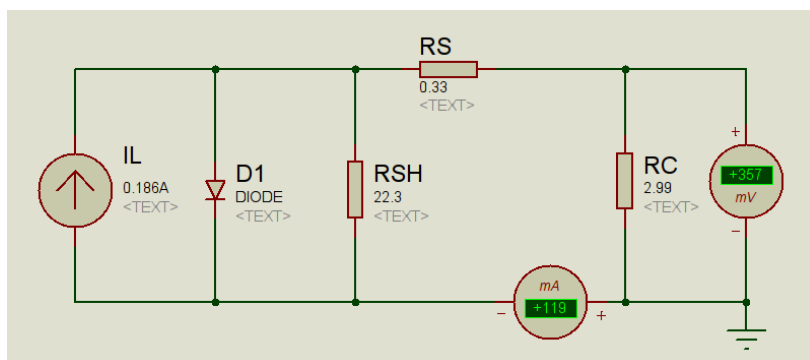 RS
0.33
<TEXT>
IL
0.186A
<TEXT>
D1
DIODE
<TEXT>
RSH
22.3
<TEXT>
RC
2.99
<TEXT>
+
+357
mV
−
mA
+119
−
+